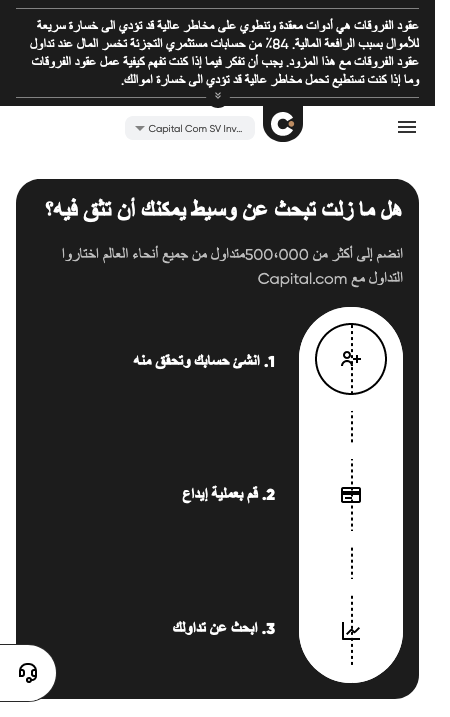 عقود الفروقات هي أدوات معقدة وتنطوي على مخاطر عالية قد تؤدي الى خسارة سريعة
للأموال بسبب الرافعة المالية. 84٪ من حسابات مستثمري التجزئة تخسر المال عند تداول
عقود الفروقات مع هذا المزود. يجب أن تفكر فيما إذا كنت تفهم كيفية عمل عقود الفروقات
وما إذا كنت تستطيع تحمل مخاطر عالية قد تؤدي الى خسارة اموالك.
Capital Com SV Inv...
هل ما زلت تبحث عن وسيط يمكنك أن تثق فيه؟
انضم إلى أكثر من 500،000متداول من جميع أنحاء العالم اختاروا
التداول مع Capital.com
1. انشئ حسابك وتحقق منه
2. قم بعملية إيداع
3. ابحث عن تداولك